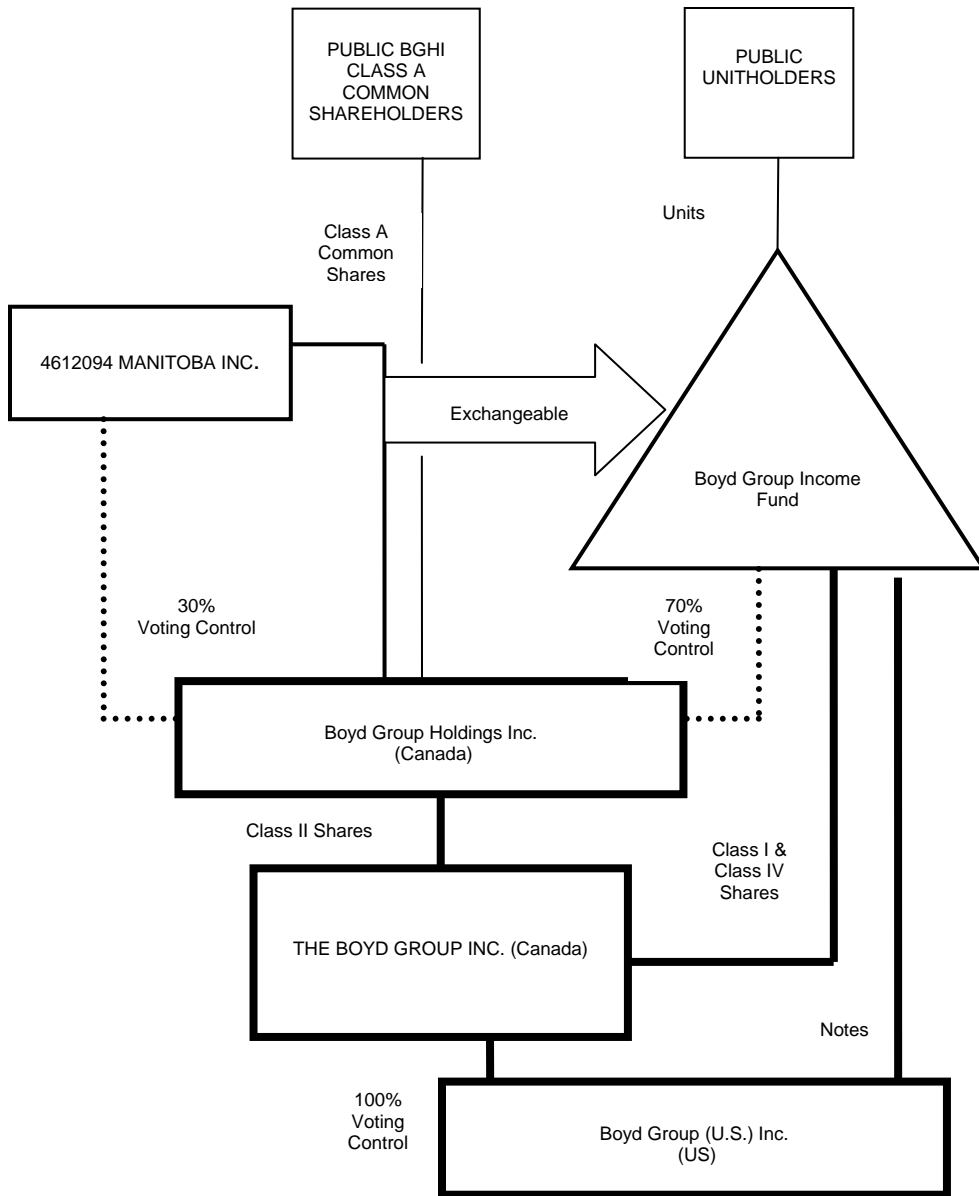 PUBLIC BGHI
CLASS A
COMMON
SHAREHOLDERS
PUBLIC
UNITHOLDERS
Class A
Common
Shares
Units
4612094 MANITOBA INC.
Exchangeable
Boyd Group Income
Fund
30%
Voting Control
70%
Voting
Control
Boyd Group Holdings Inc.
(Canada)
Class II Shares
Class I &
Class IV
Shares
THE BOYD GROUP INC. (Canada)
Notes
100%
Voting
Control
Boyd Group (U.S.) Inc.
(US)